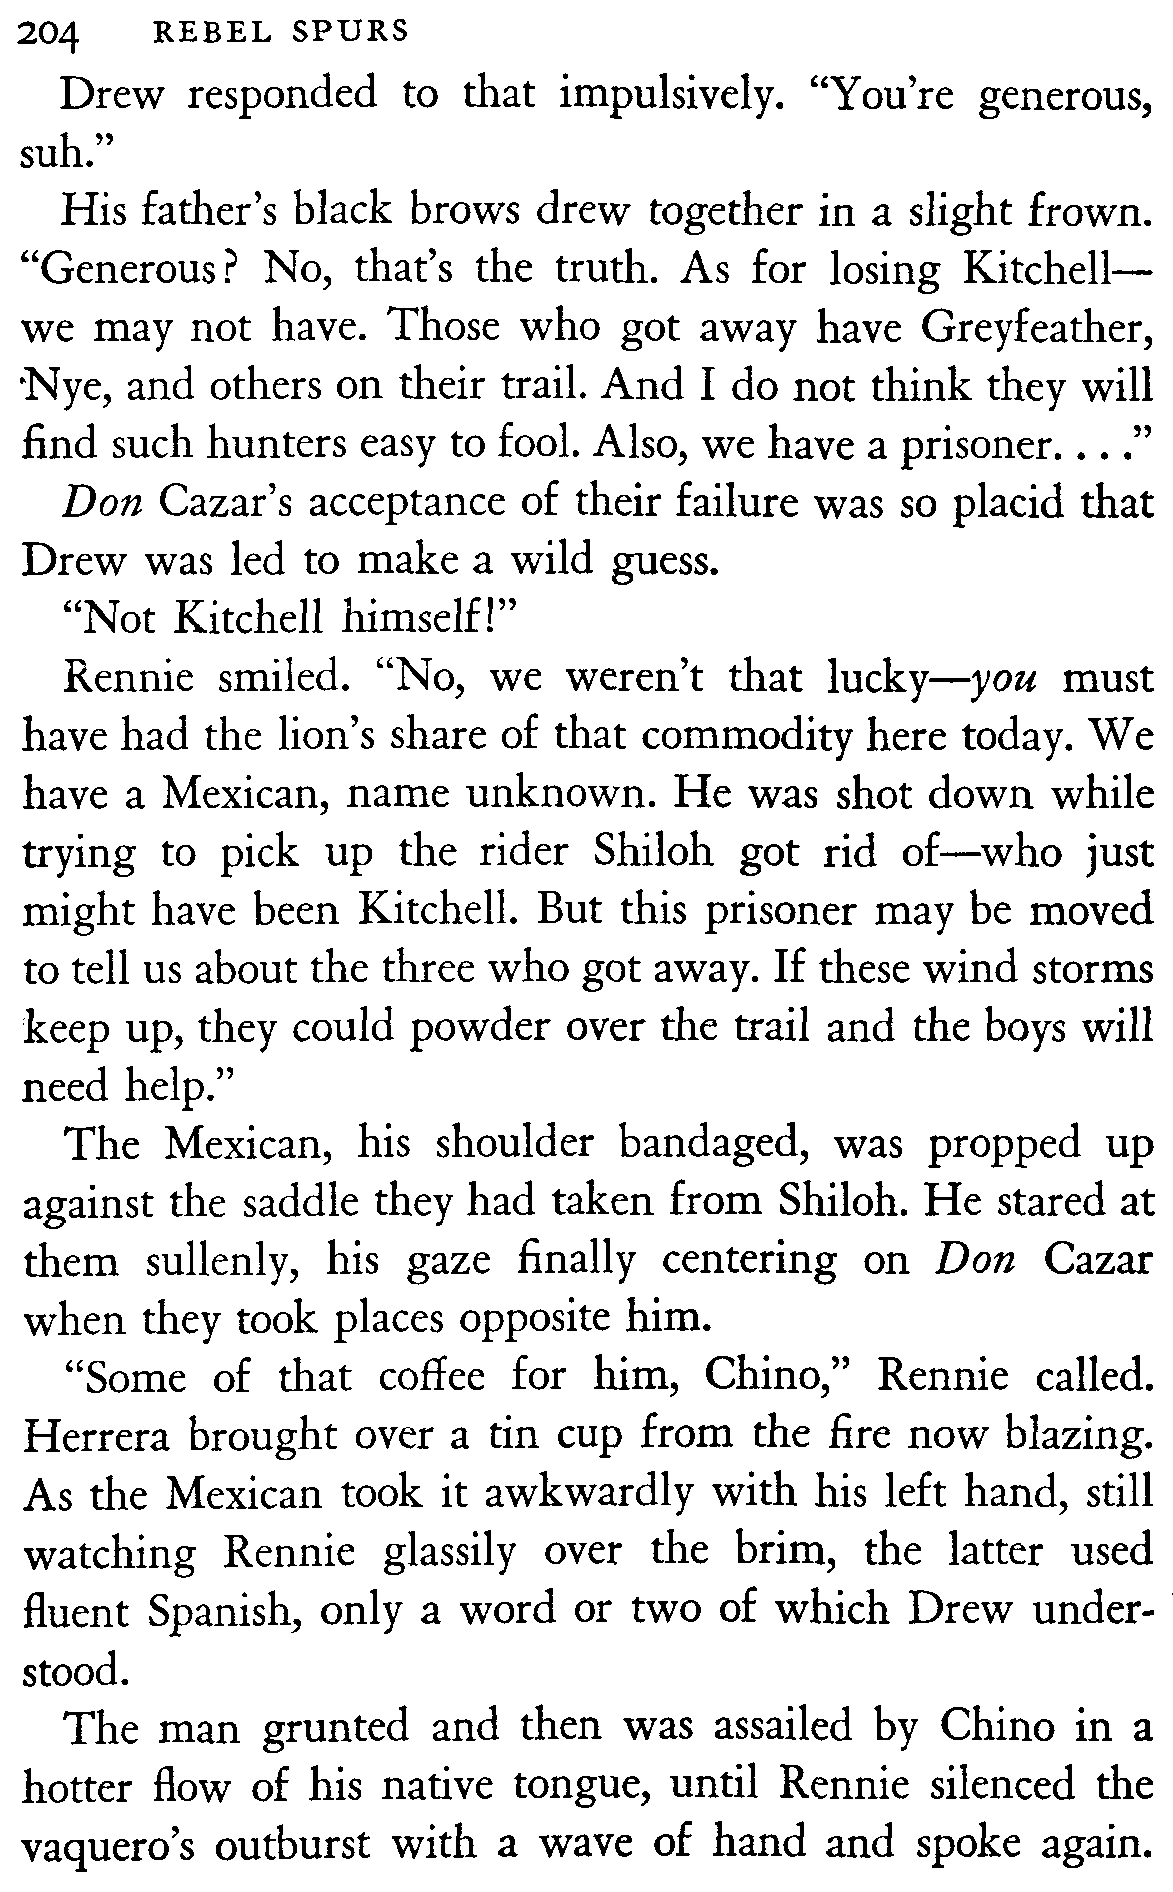 204 REBEL SPURS
Drew responded to that impulsively. “You’re generous,
suh.”
His father’s black brows drew together in a slight frown.
“Generous? No, that’s the truth. As for losing Kitchell—
we may not have. Those who got away have Greyfeather,
Nye, and others on their trail. And I do not think they will
find such hunters easy to fool. Also, we have a prisoner. . . .”
Don Cazar’s acceptance of their failure was so placid that
Drew was led to make a wild guess.
“Not Kitchell himself!”
Rennie smiled. “No, we weren’t that lucky—you must
have had the lion’s share of that commodity here today. We
have a Mexican, name unknown. He was shot down while
trying to pick up the rider Shiloh got rid of—who just
might have been Kitchell. But this prisoner may be moved
to tell us about the three who got away. If these wind storms
keep up, they could powder over the trail and the boys will
need help.”
The Mexican, his shoulder bandaged, was propped up
against the saddle they had taken from Shiloh. He stared at
them sullenly, his gaze finally centering on Don Cazar
when they took places opposite him.
“Some of that coffee for him, Chino,” Rennie called.
Herrera brought over a tin cup from the fire now blazing.
As the Mexican took it awkwardly with his left hand, still
watching Rennie glassily over the brim, the latter used
fluent Spanish, only a word or two of which Drew under-
stood.
The man grunted and then was assailed by Chino in a
hotter flow of his native tongue, until Rennie silenced the
vaquero’s outburst with a wave of hand and spoke again.